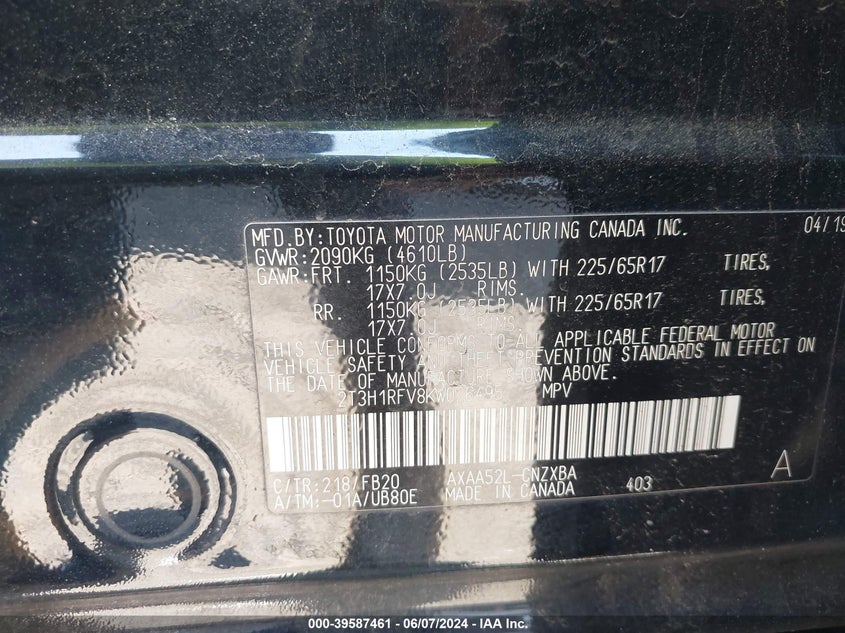 MFD.BY:TOYOTA MOTOR MANUFACTURING CANADA INC. 04/19
GVWR:2090KG (4610LB)
GAWR:FRT. 1150KG (2535LB) WITH 225/65R17 TIRES,
17X7.0J RIMS.
RR. 1150KG (2535LB) WITH 225/65R17 TIRES,
17X7.0J RIMS.
THIS VEHICLE CONFORMS TO ALL APPLICABLE FEDERAL MOTOR
VEHICLE SAFETY THEFT PREVENTION STANDARDS IN EFFECT ON
THE DATE OF MANUFACTURE SHOWN ABOVE.
MPV
C/TR:218/FB20 AXAA52L-CNZXBA
A/TM:-01A/UB80E MADE IN CANADA 403 A
000-39587461 - 06/07/2024 - IAA Inc.